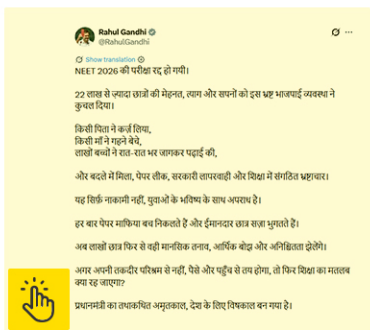 Rahul Gandhi
@RahulGandhi
Show translation
NEET 2026 की परीक्षा रद्द हो गयी।
22 लाख से ज़्यादा छात्रों की मेहनत, त्याग और सपनों को इस भ्रष्ट भाजपाई व्यवस्था ने
कुचल दिया।
किसी पिता ने कर्ज़ लिया,
किसी माँ ने गहने बेचे,
लाखों बच्चों ने रात-रात भर जागकर पढ़ाई की,
और बदले में मिला, पेपर लीक, सरकारी लापरवाही और शिक्षा में संगठित भ्रष्टाचार।
यह सिर्फ़ नाकामी नहीं, युवाओं के भविष्य के साथ अपराध है।
हर बार पेपर माफिया बच निकलते हैं और ईमानदार छात्र सज़ा भुगतते हैं।
अब लाखों छात्र फिर से वही मानसिक तनाव, आर्थिक बोझ और अनिश्चितता झेलेंगे।
अगर अपनी तकदीर परिश्रम से नहीं, पैसे और पहुँच से तय होगा, तो फिर शिक्षा का मतलब
क्या रह जाएगा?
प्रधानमंत्री का तथाकथित अमृतकाल, देश के लिए विषकाल बन गया है।